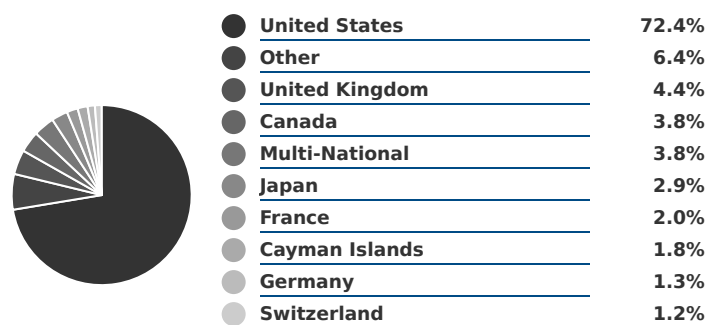 United States 72.4%
Other 6.4%
United Kingdom 4.4%
Canada 3.8%
Multi-National 3.8%
Japan 2.9%
France 2.0%
Cayman Islands 1.8%
Germany 1.3%
Switzerland 1.2%